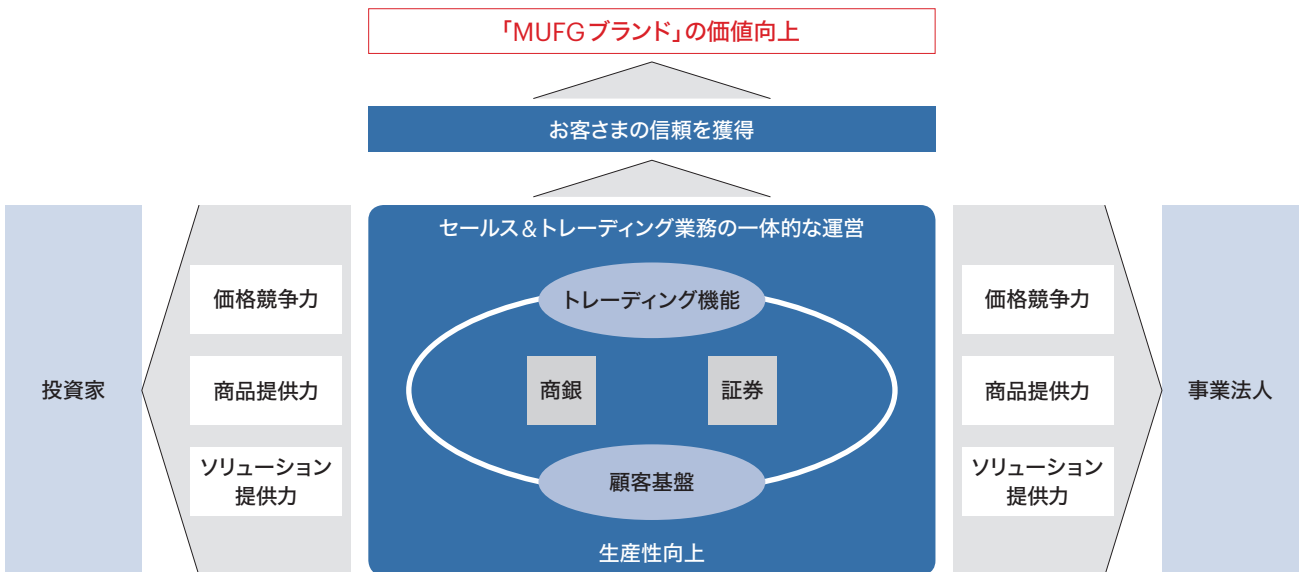 「MUFGブランド」の価値向上
お客さまの信頼を獲得
セールス&トレーディング業務の一体的な運営
投資家
価格競争力
商品提供力
ソリューション
提供力
トレーディング機能
商銀
証券
顧客基盤
生産性向上
価格競争力
商品提供力
ソリューション
提供力
事業法人